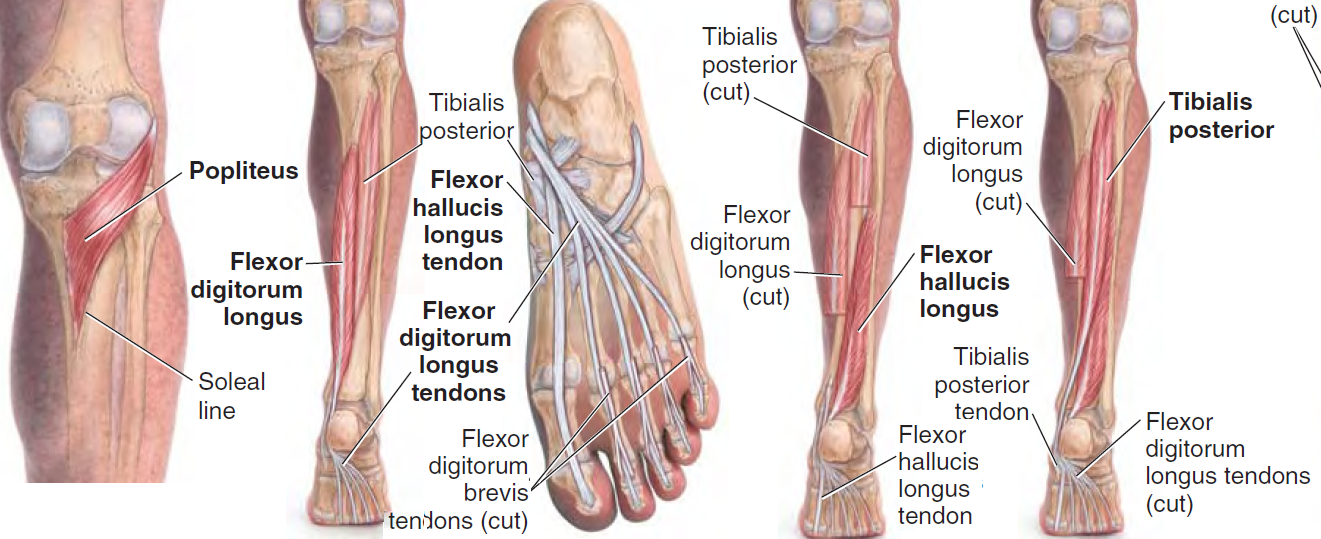 Popliteus
Soleal
line
Flexor
digitorum
longus
Tibialis
posterior
Flexor
hallucis
longus
tendon
Flexor
digitorum
longus
tendons
Flexor
digitorum
brevis
tendons (cut)
Tibialis
posterior
(cut)
Flexor
digitorum
longus
(cut)
Flexor
hallucis
longus
Flexor
hallucis
longus
tendon
Flexor
digitorum
longus
(cut)
Tibialis
posterior
Tibialis
posterior
tendon
Flexor
digitorum
longus tendons
(cut)
(cut)